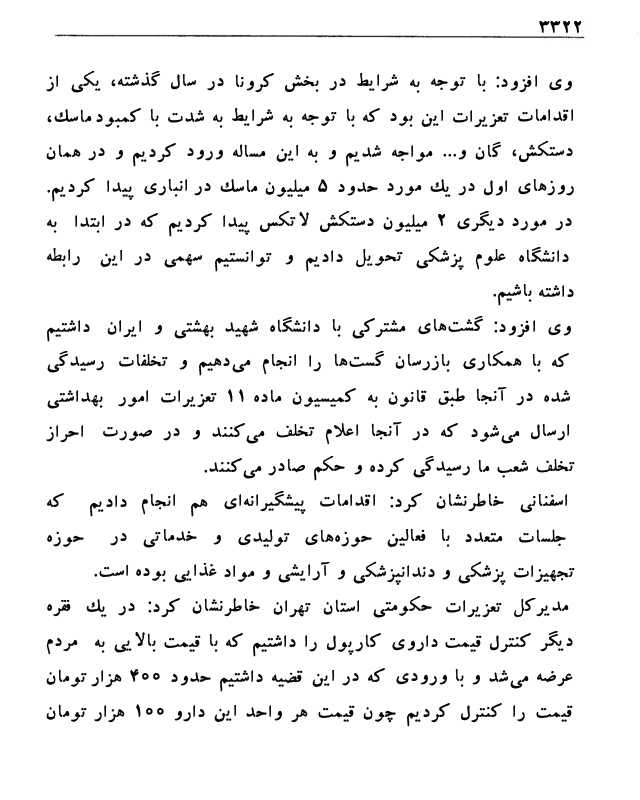 ۳۳۲۲
وی افزود: با توجه به شرایط در بخش کرونا در سال گذشته، یکی از
اقدامات تعزیرات این بود که با توجه به شرایط به شدت با کمبود ماسك،
دستکش، گان و... مواجه شدیم و به این مساله ورود کردیم و در همان
روزهای اول در یك مورد حدود ۵ میلیون ماسك در انباری پیدا کردیم.
در مورد دیگری ۲ میلیون دستکش لاتکس پیدا کردیم که در ابتدا به
دانشگاه علوم پزشکی تحویل دادیم و توانستیم سهمی در این رابطه
داشته باشیم.
وی افزود: گشت‌های مشترکی با دانشگاه شهید بهشتی و ایران داشتیم
که با همکاری بازرسان گست‌ها را انجام می‌دهیم و تخلفات رسیدگی
شده در آنجا طبق قانون به کمیسیون ماده ۱۱ تعزیرات امور بهداشتی
ارسال می‌شود که در آنجا اعلام تخلف می‌کنند و در صورت احراز
تخلف شعب ما رسیدگی کرده و حکم صادر می‌کنند.
اسفنانی خاطرنشان کرد: اقدامات پیشگیرانه‌ای هم انجام دادیم که
جلسات متعدد با فعالین حوزه‌های تولیدی و خدماتی در حوزه
تجهیزات پزشکی و دندانپزشکی و آرایشی و مواد غذایی بوده است.
مدیرکل تعزیرات حکومتی استان تهران خاطرنشان کرد: در یك فقره
دیگر کنترل قیمت داروی کارپول را داشتیم که با قیمت بالایی به مردم
عرضه می‌شد و با ورودی که در این قضیه داشتیم حدود ۴۰۰ هزار تومان
قیمت را کنترل کردیم چون قیمت هر واحد این دارو ۱۰۰ هزار تومان